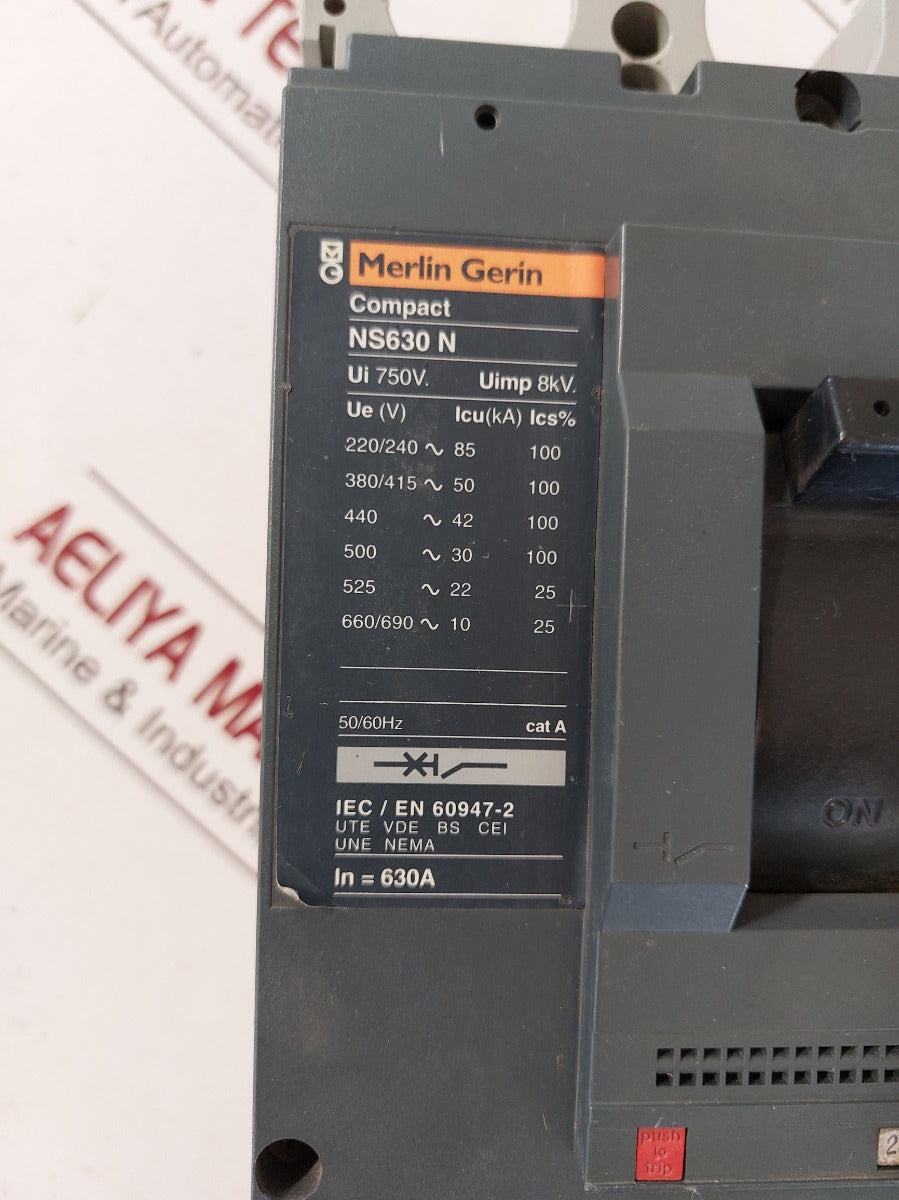 Automat
AELIYA MA
Marine & Industri
Merlin Gerin
Compact
NS630 N
Ui 750V. Uimp 8kV.
Ue (V) Icu(kA) Ics%
220/240 ~ 85 100
380/415 ~ 50 100
440 ~ 42 100
500 ~ 30 100
525 ~ 22 25
660/690 ~ 10 25
50/60Hz cat A
IEC / EN 60947-2
UTE VDE BS CEI
UNE NEMA
In = 630A
ON
push
to
trip
2